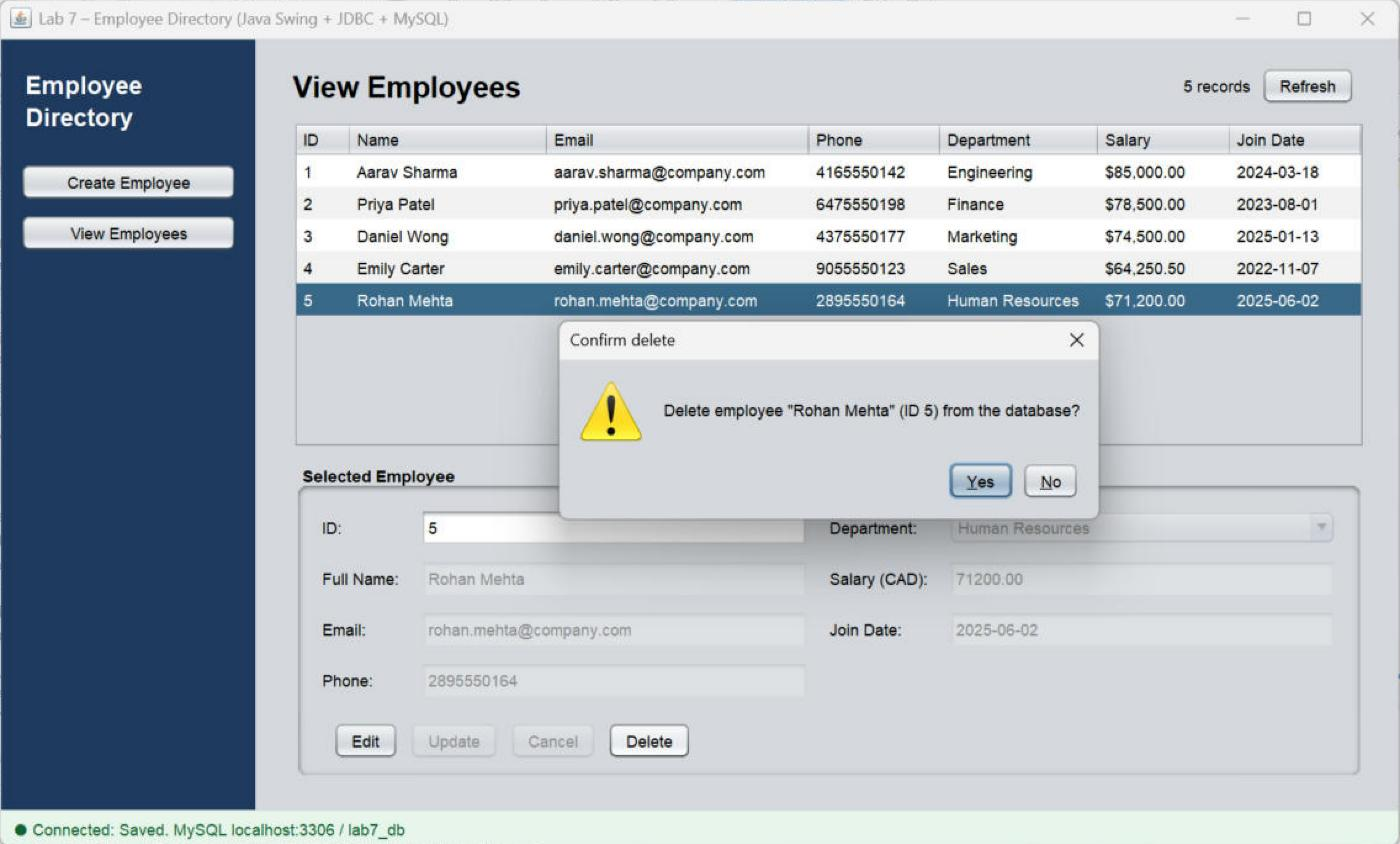 Lab 7 – Employee Directory (Java Swing + JDBC + MySQL)
Employee
Directory
Create Employee
View Employees
View Employees
5 records
Refresh
ID Name Email Phone Department Salary Join Date
1 Aarav Sharma aarav.sharma@company.com 4165550142 Engineering $85,000.00 2024-03-18
2 Priya Patel priya.patel@company.com 6475550198 Finance $78,500.00 2023-08-01
3 Daniel Wong daniel.wong@company.com 4375550177 Marketing $74,500.00 2025-01-13
4 Emily Carter emily.carter@company.com 9055550123 Sales $64,250.50 2022-11-07
5 Rohan Mehta rohan.mehta@company.com 2895550164 Human Resources $71,200.00 2025-06-02
Confirm delete
Delete employee "Rohan Mehta" (ID 5) from the database?
Yes No
Selected Employee
ID: 5 Department: Human Resources
Full Name: Rohan Mehta Salary (CAD): 71200.00
Email: rohan.mehta@company.com Join Date: 2025-06-02
Phone: 2895550164
Edit Update Cancel Delete
Connected: Saved. MySQL localhost:3306 / lab7_db